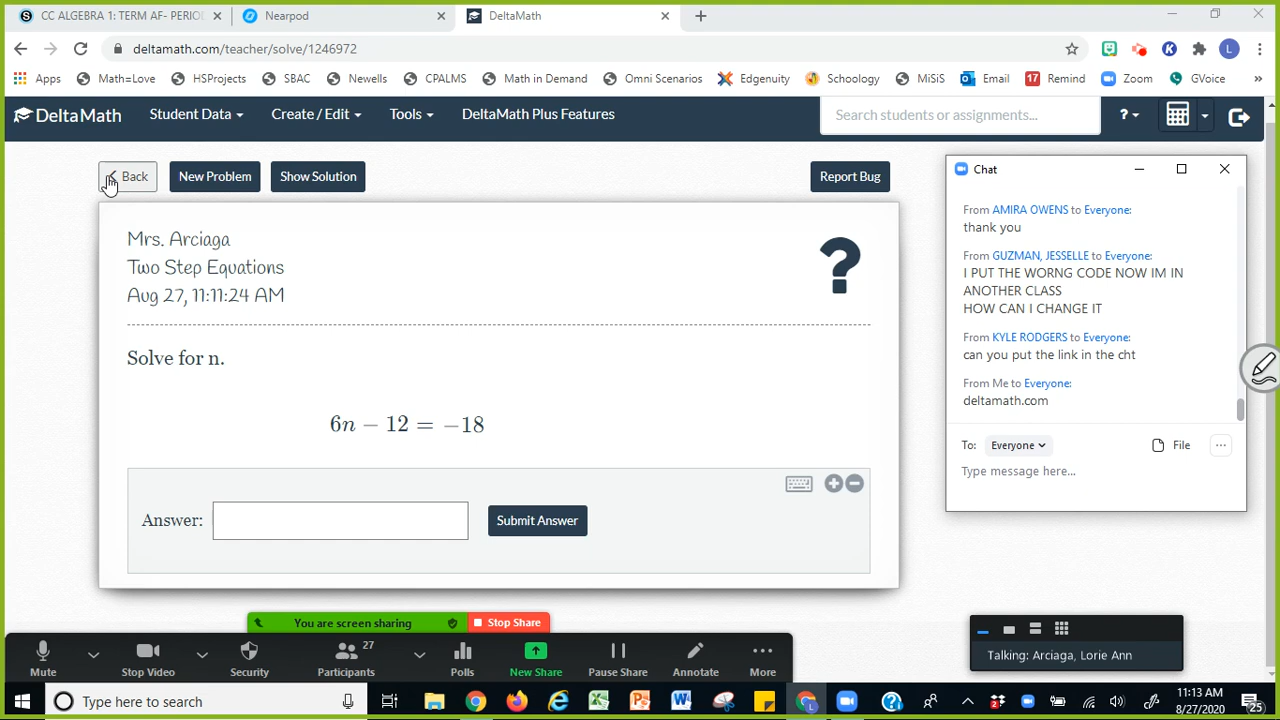 CC ALGEBRA 1: TERM AF- PERIOD
Nearpod
DeltaMath
deltamath.com/teacher/solve/1246972
Apps
Math=Love
HSProjects
SBAC
Newells
CPALMS
Math in Demand
Omni Scenarios
Edgenuity
Schoology
MiSiS
Email
Remind
Zoom
GVoice
DeltaMath
Student Data
Create / Edit
Tools
DeltaMath Plus Features
Search students or assignments...
?
Back
New Problem
Show Solution
Report Bug
Mrs. Arciaga
Two Step Equations
Aug 27, 11:11:24 AM
?
Solve for n.
6n − 12 = −18
Answer:
Submit Answer
Chat
From AMIRA OWENS to Everyone:
thank you
From GUZMAN, JESSELLE to Everyone:
I PUT THE WORNG CODE NOW IM IN
ANOTHER CLASS
HOW CAN I CHANGE IT
From KYLE RODGERS to Everyone:
can you put the link in the cht
From Me to Everyone:
deltamath.com
To: Everyone
File
Type message here...
You are screen sharing
Stop Share
Talking: Arciaga, Lorie Ann
Mute
Stop Video
Security
Participants
27
Polls
New Share
Pause Share
Annotate
More
Type here to search
11:13 AM
8/27/2020
25